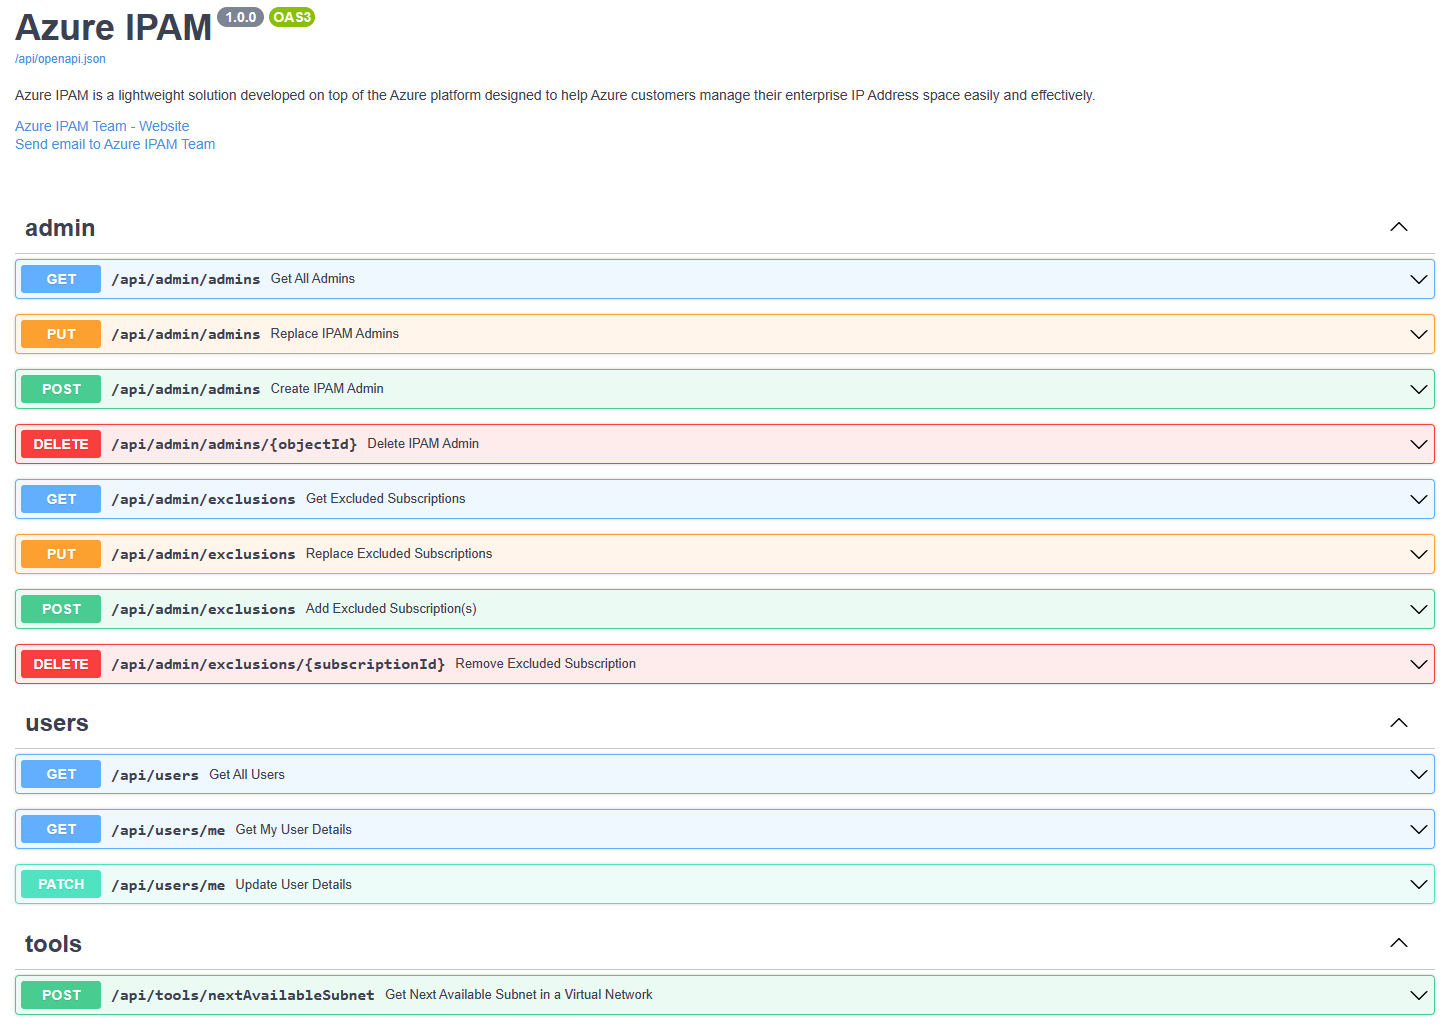 Azure IPAM 1.0.0 OAS3
/api/openapi.json
Azure IPAM is a lightweight solution developed on top of the Azure platform designed to help Azure customers manage their enterprise IP Address space easily and effectively.
Azure IPAM Team - Website
Send email to Azure IPAM Team
admin
GET /api/admin/admins Get All Admins
PUT /api/admin/admins Replace IPAM Admins
POST /api/admin/admins Create IPAM Admin
DELETE /api/admin/admins/{objectId} Delete IPAM Admin
GET /api/admin/exclusions Get Excluded Subscriptions
PUT /api/admin/exclusions Replace Excluded Subscriptions
POST /api/admin/exclusions Add Excluded Subscription(s)
DELETE /api/admin/exclusions/{subscriptionId} Remove Excluded Subscription
users
GET /api/users Get All Users
GET /api/users/me Get My User Details
PATCH /api/users/me Update User Details
tools
POST /api/tools/nextAvailableSubnet Get Next Available Subnet in a Virtual Network